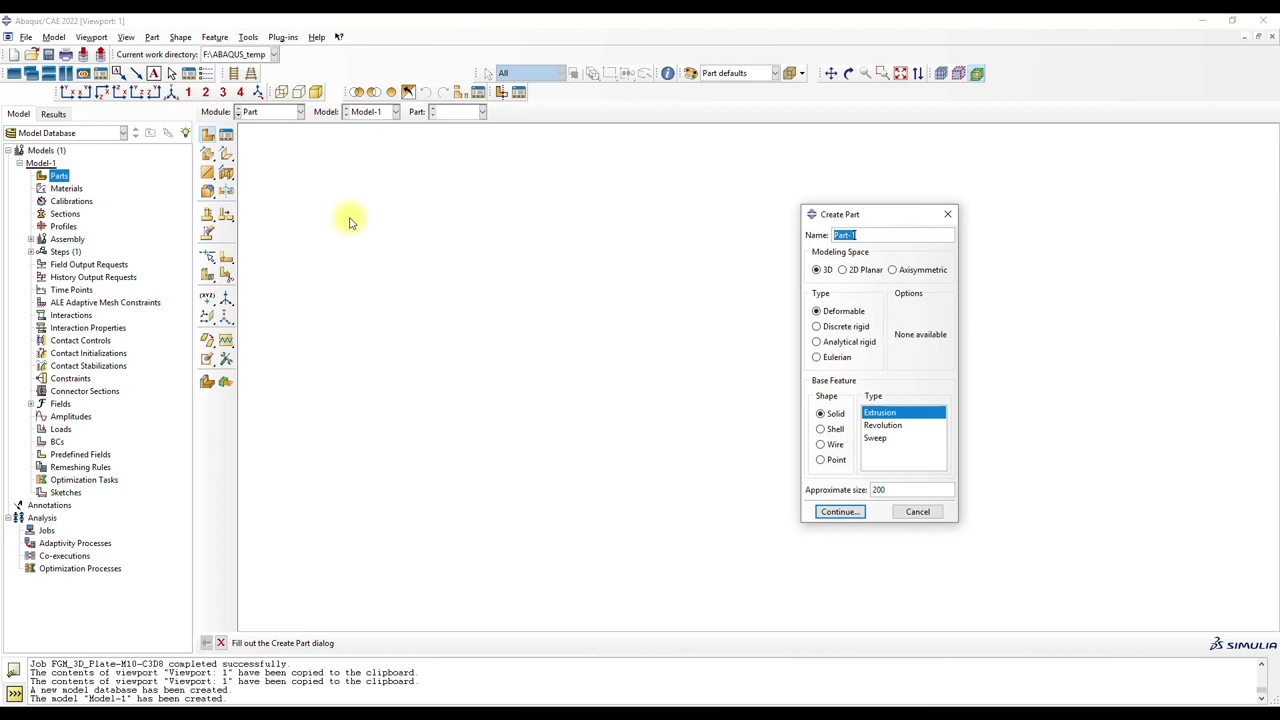 Abaqus/CAE 2022 [Viewport: 1]
File Model Viewport View Part Shape Feature Tools Plug-ins Help
Current work directory: F:\ABAQUS_temp
All
Part defaults
1 2 3 4
Model Results
Module: Part Model: Model-1 Part:
Model Database
Models (1)
Model-1
Parts
Materials
Calibrations
Sections
Profiles
Assembly
Steps (1)
Field Output Requests
History Output Requests
Time Points
ALE Adaptive Mesh Constraints
Interactions
Interaction Properties
Contact Controls
Contact Initializations
Contact Stabilizations
Constraints
Connector Sections
Fields
Amplitudes
Loads
BCs
Predefined Fields
Remeshing Rules
Optimization Tasks
Sketches
Annotations
Analysis
Jobs
Adaptivity Processes
Co-executions
Optimization Processes
(XYZ)
Create Part
Name: Part-1
Modeling Space
3D 2D Planar Axisymmetric
Type
Options
Deformable
Discrete rigid
Analytical rigid
Eulerian
None available
Base Feature
Shape
Type
Solid
Shell
Wire
Point
Extrusion
Revolution
Sweep
Approximate size: 200
Continue... Cancel
Fill out the Create Part dialog
SIMULIA
Job FGM_3D_Plate-M10-C3D8 completed successfully.
The contents of viewport "Viewport: 1" have been copied to the clipboard.
The contents of viewport "Viewport: 1" have been copied to the clipboard.
A new model database has been created.
The model "Model-1" has been created.
>>>